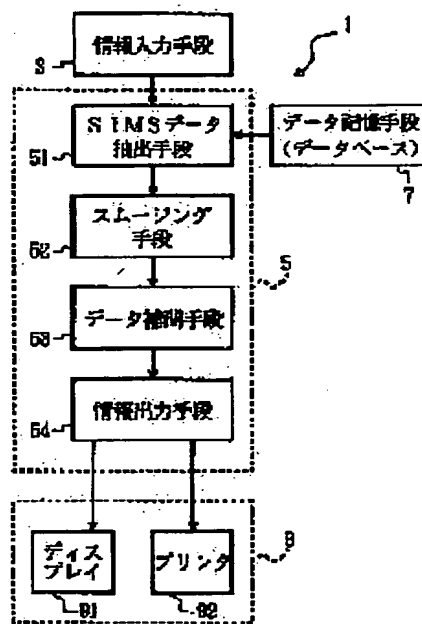 情報入力手段
1
3
SIMSデータ
抽出手段
51
データ記憶手段
(データベース)
7
スムージング
手段
52
5
データ補間手段
53
情報出力手段
54
ディス
プレイ
91
プリンタ
92
9